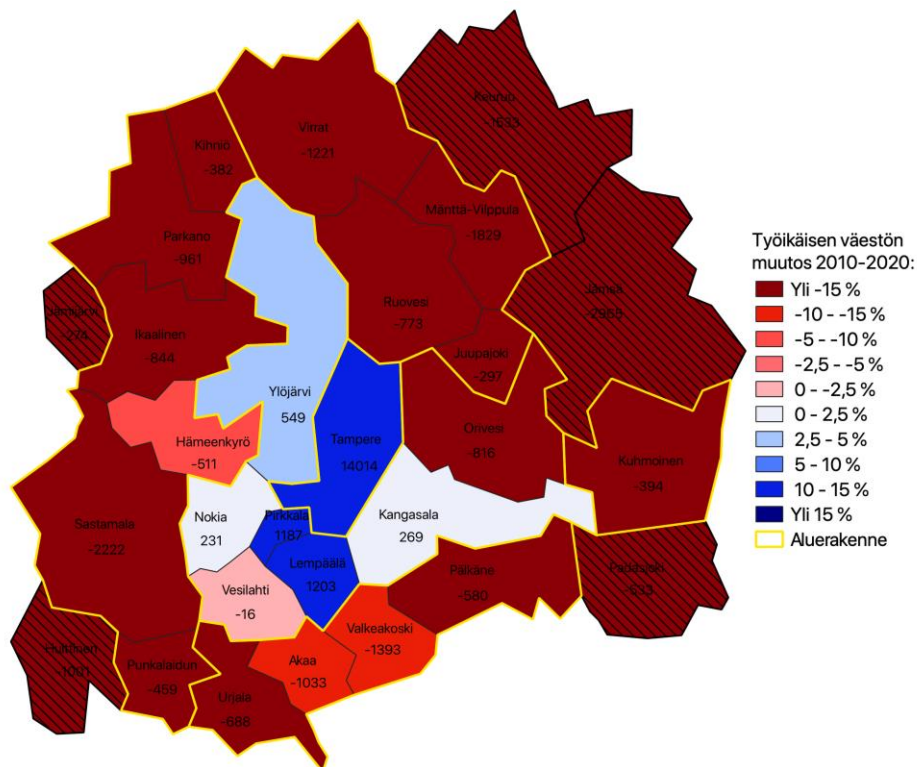 Keuruu
-1533
Virrat
-1221
Kihniö
-382
Mänttä-Vilppula
-1829
Parkano
-961
Jämsä
-2965
Ruovesi
-773
-274
Ikaalinen
-844
Juupajoki
-297
Ylöjärvi
549
Hämeenkyrö
-511
Tampere
14014
Orivesi
-816
Kuhmoinen
-394
Sastamala
-2222
Nokia
231
Pirkkala
1187
Kangasala
269
Lempäälä
1203
Vesilahti
-16
Pälkäne
-580
Padasjoki
-533
Valkeakoski
-1393
Huittinen
-1001
Punkalaidun
-459
Akaa
-1033
Urjala
-688
Työikäisen väestön
muutos 2010-2020:
Yli -15 %
-10 - -15 %
-5 - -10 %
-2,5 - -5 %
0 - -2,5 %
0 - 2,5 %
2,5 - 5 %
5 - 10 %
10 - 15 %
Yli 15 %
Aluerakenne